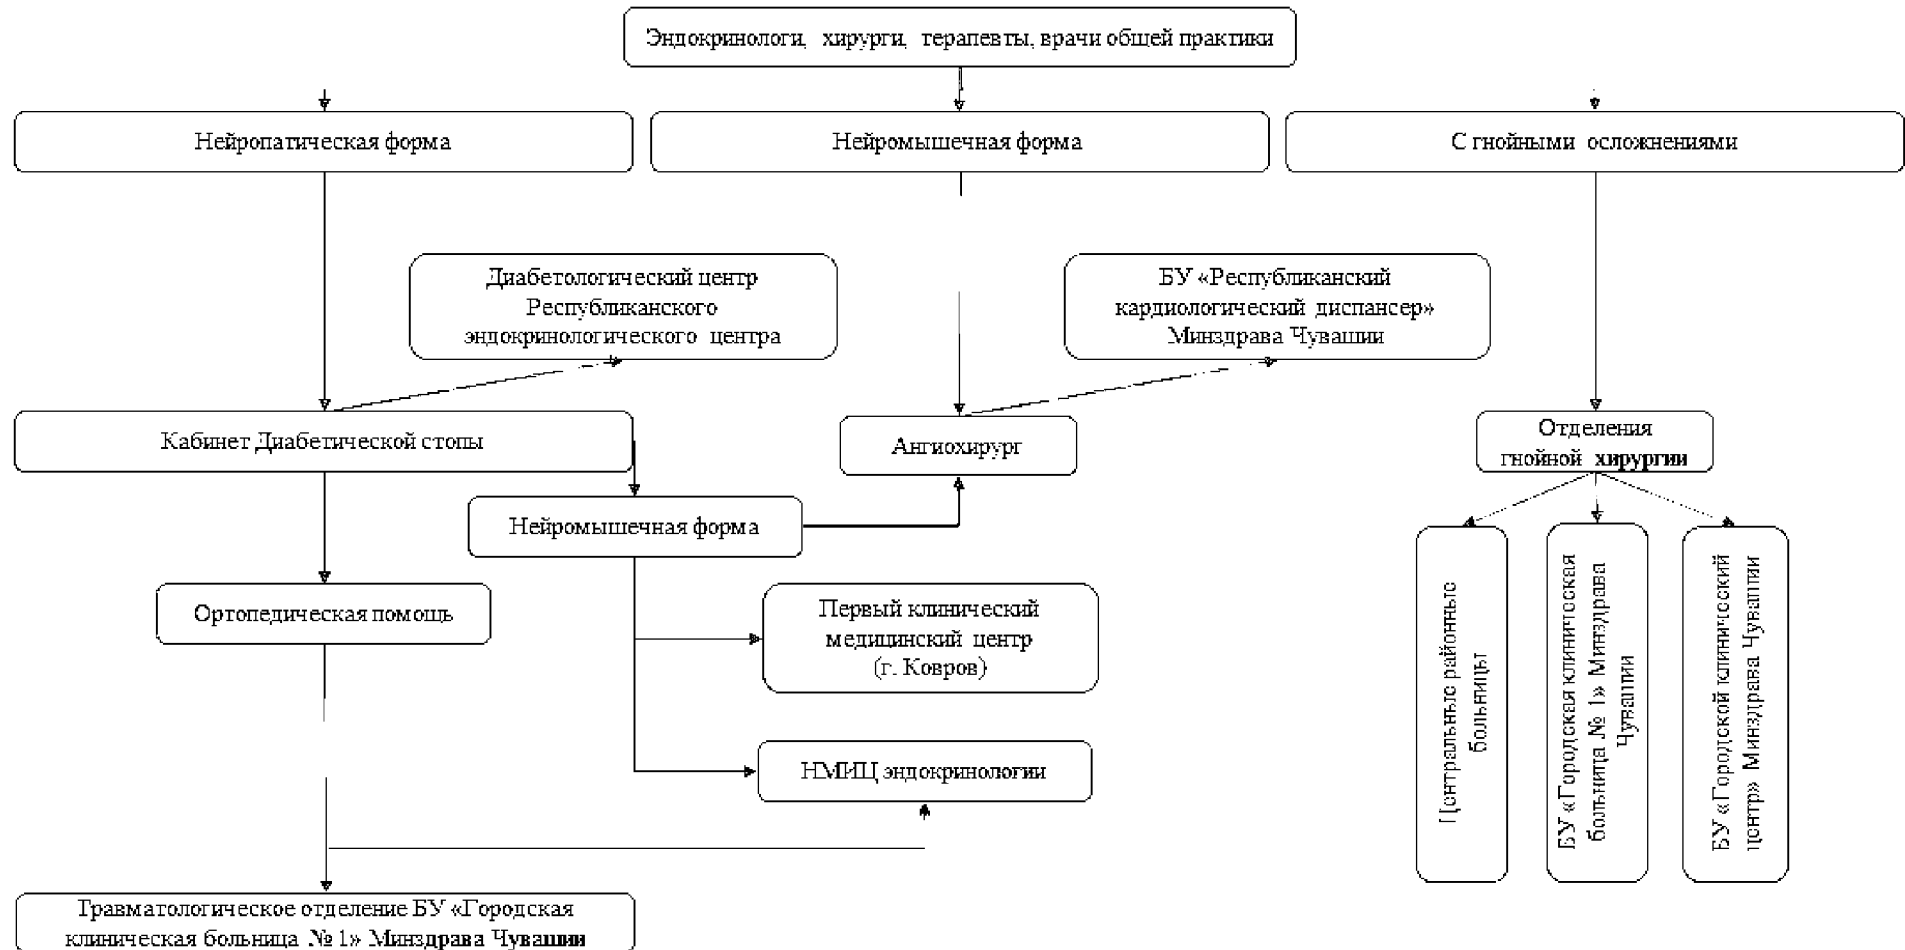 Эндокринологи, хирурги, терапевты, врачи общей практики
Нейропатическая форма
Нейромышечная форма
С гнойными осложнениями
Диабетологический центр
Республиканского
эндокринологического центра
БУ «Республиканский
кардиологический диспансер»
Минздрава Чувашии
Кабинет Диабетической стопы
Ангиохирург
Отделения
гнойной хирургии
Нейромышечная форма
Ортопедическая помощь
Первый клинический
медицинский центр
(г. Ковров)
НМИЦ эндокринологии
Центральные районные
больницы
БУ «Городская клиническая
больница № 1» Минздрава
Чувашии
БУ «Городской клинический
центр» Минздрава Чувашии
Травматологическое отделение БУ «Городская
клиническая больница № 1» Минздрава Чувашии